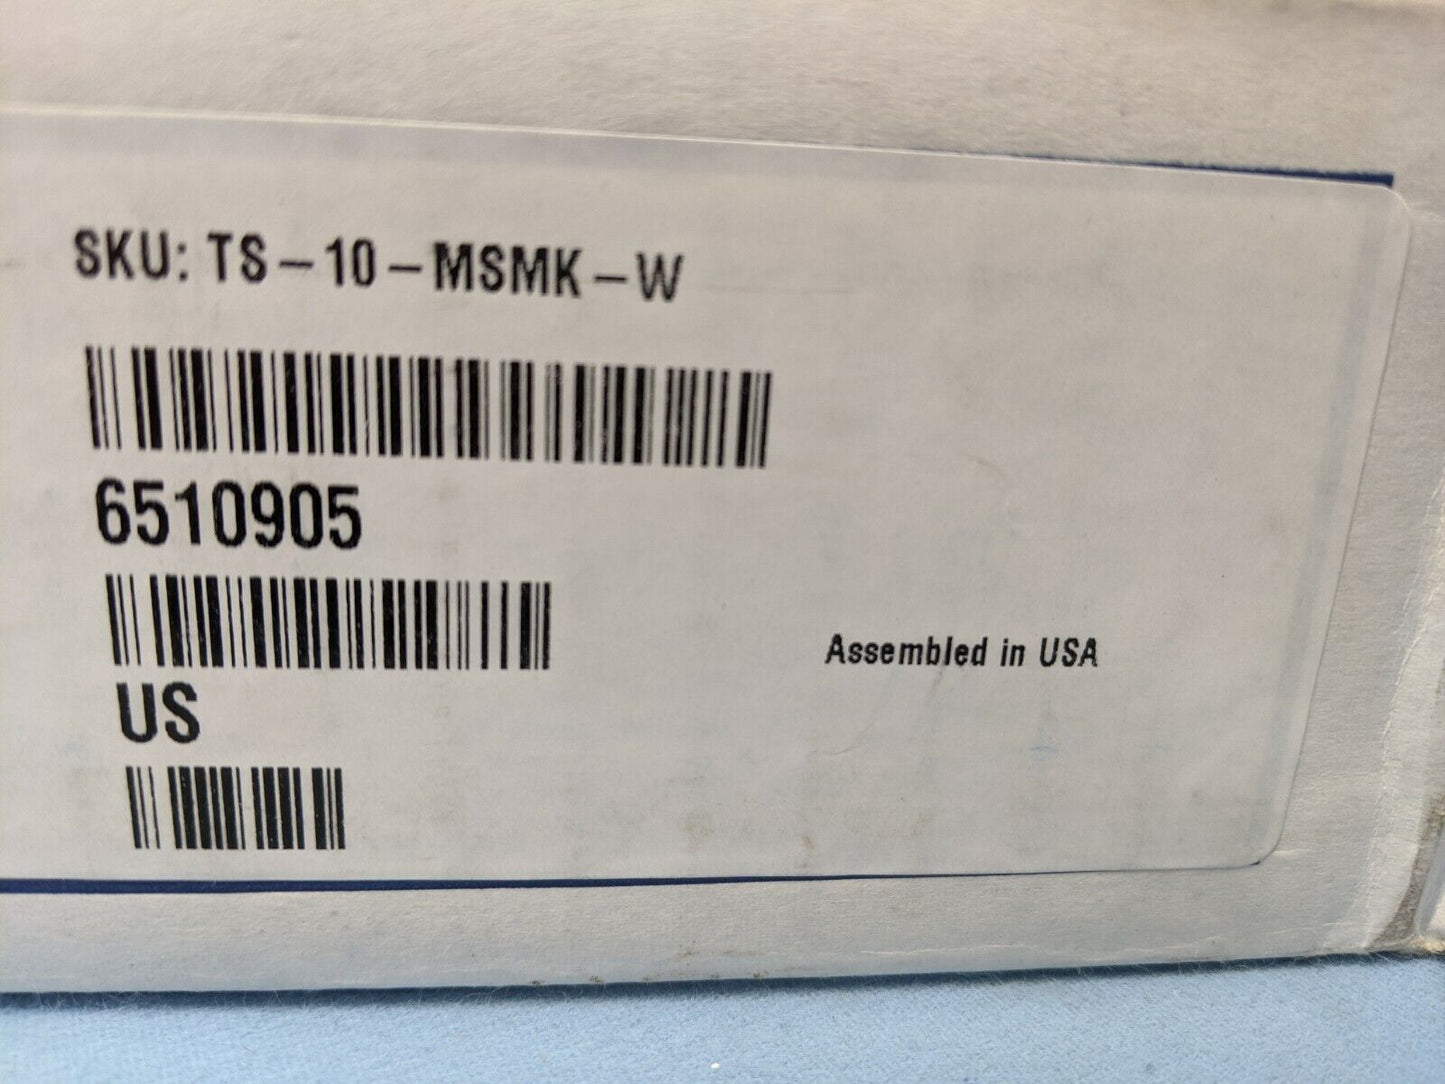 SKU: TS-10-MSMK-W
6510905
US
Assembled in USA